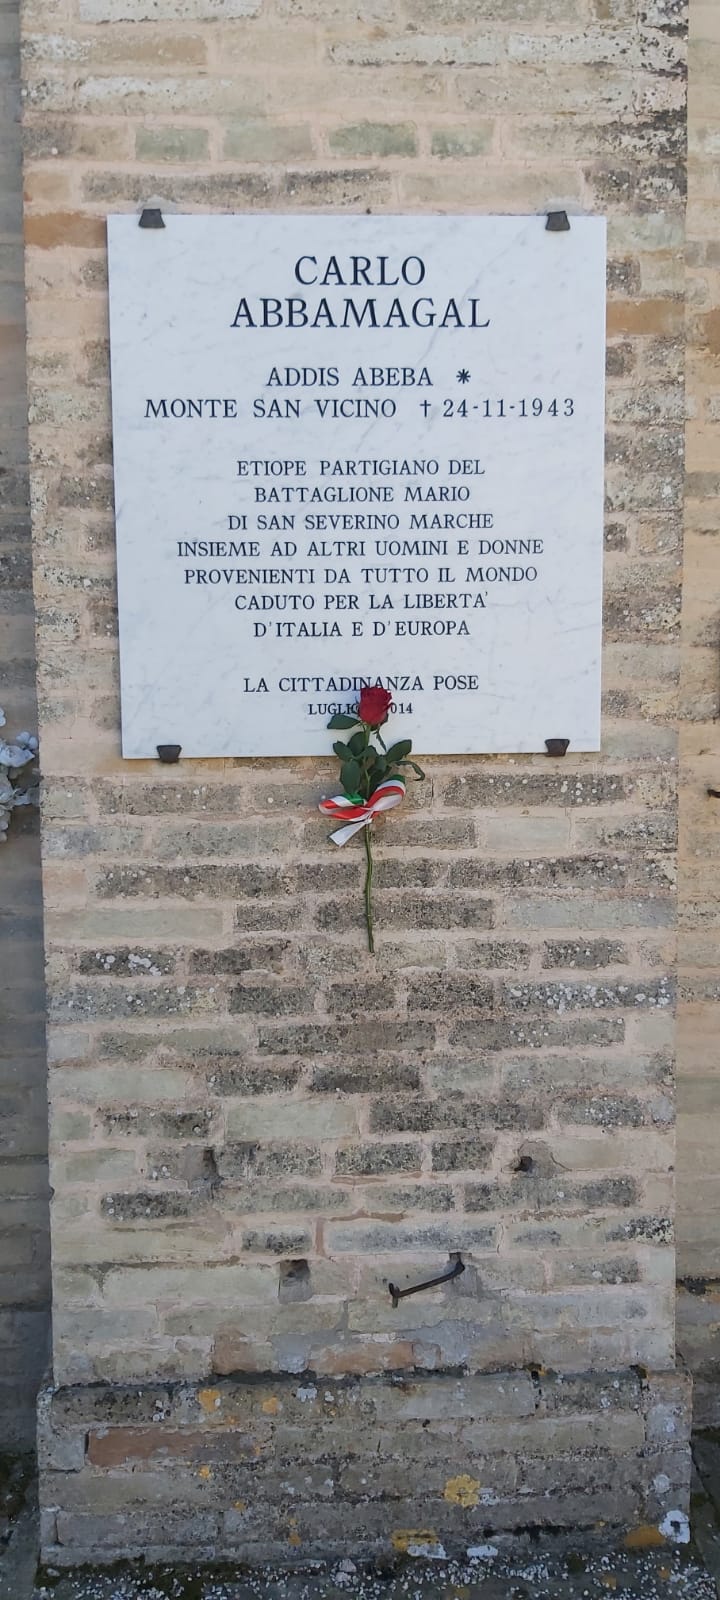 CARLO
ABBAMAGAL
ADDIS ABEBA *
MONTE SAN VICINO † 24-11-1943
ETIOPE PARTIGIANO DEL
BATTAGLIONE MARIO
DI SAN SEVERINO MARCHE
INSIEME AD ALTRI UOMINI E DONNE
PROVENIENTI DA TUTTO IL MONDO
CADUTO PER LA LIBERTA'
D'ITALIA E D'EUROPA
LA CITTADINANZA POSE